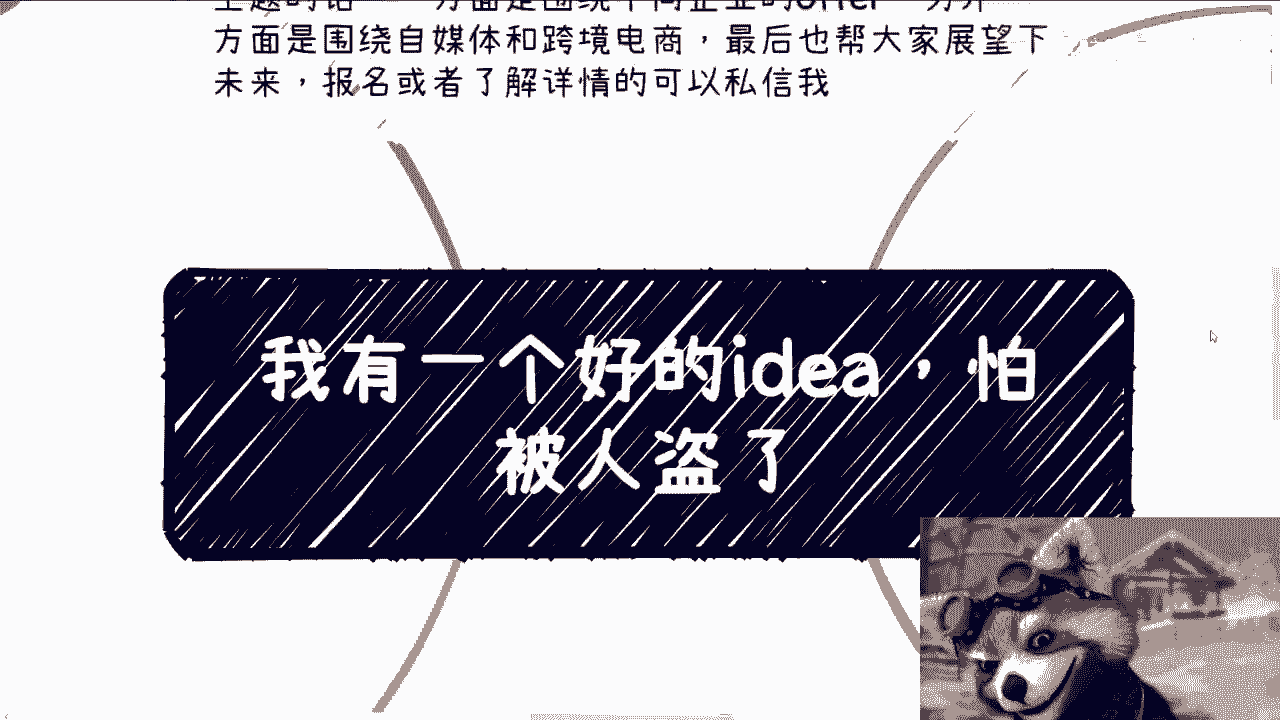 方面是围绕自媒体和跨境电商，最后也帮大家展望下
未来，报名或者了解详情的可以私信我
我有一个好的idea，怕
被人盗了